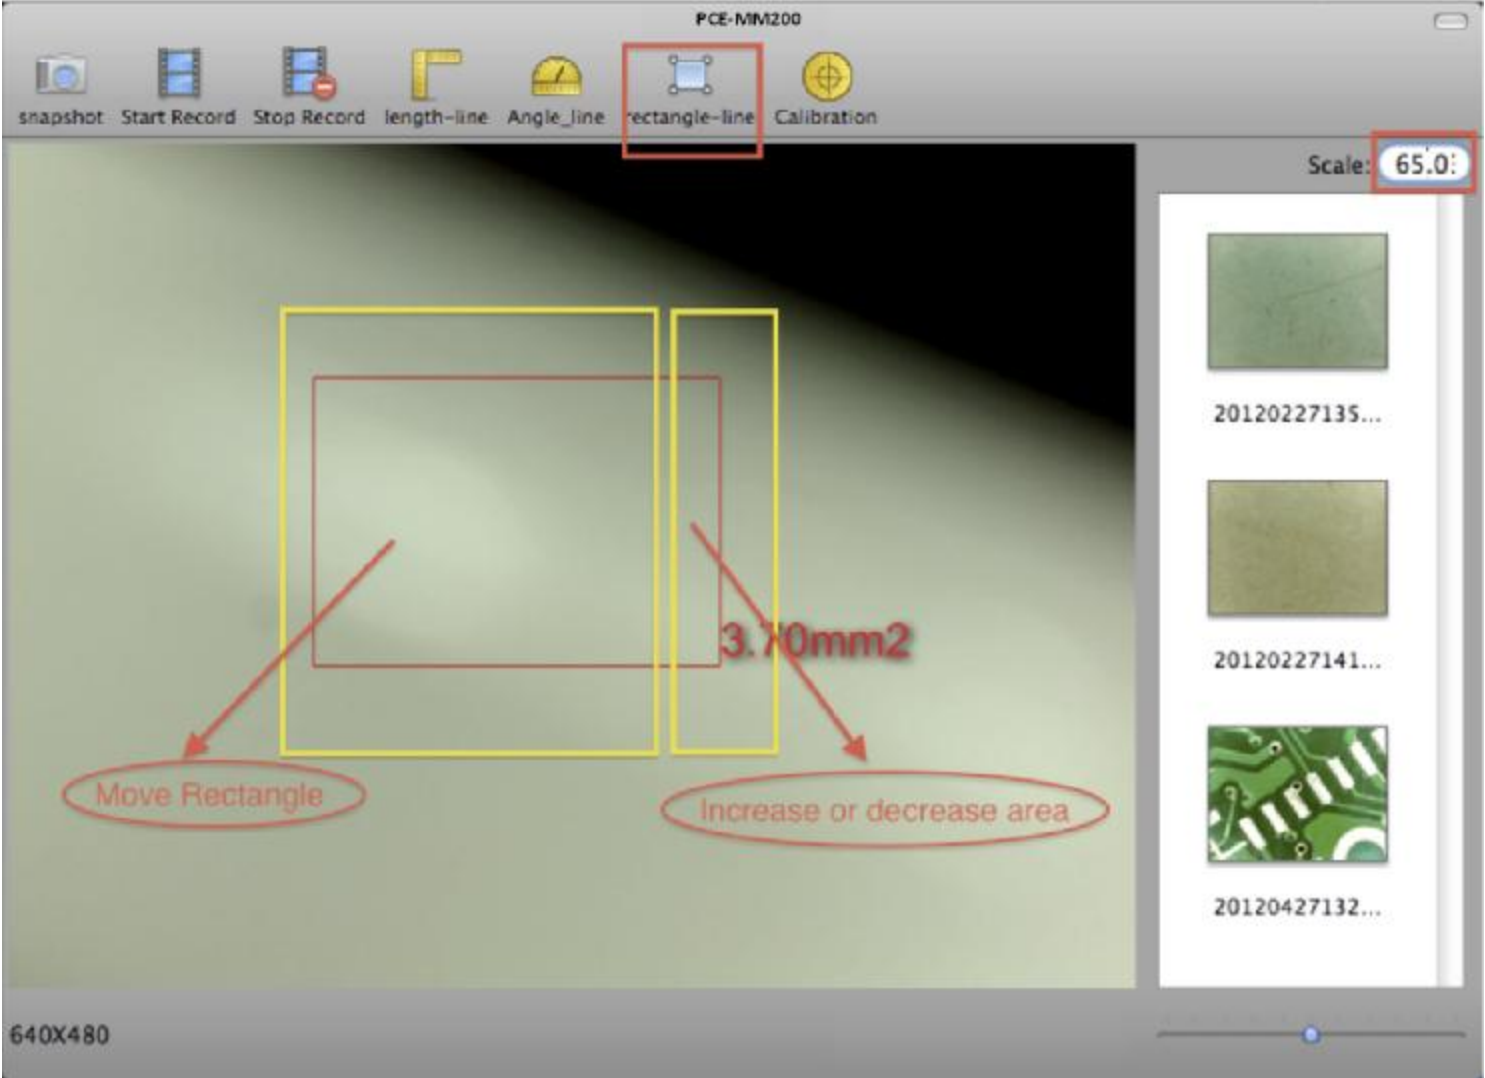 PCE-MM200
snapshot Start Record Stop Record length-line Angle_line rectangle-line Calibration
Scale: 65.0
20120227135...
3.70mm2
20120227141...
Move Rectangle
Increase or decrease area
20120427132...
640X480